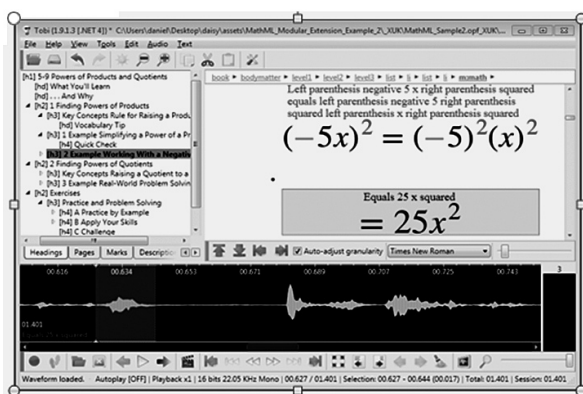 Tobi (1.9.1.3 [.NET 4])* C:\Users\daniel\Desktop\daisy\assets\MathML_Modular_Extension_Example_2\_XUK\MathML_Sample2.opf_XUK\...
File Edit View Tools Edit Audio Text
[h1] 5-9 Powers of Products and Quotients
[hd] What You'll Learn
[hd] . . . And Why
[h2] 1 Finding Powers of Products
[h3] Key Concepts Rule for Raising a Produ
[hd] Vocabulary Tip
[h3] 1 Example Simplifying a Power of a Pr
[h4] Quick Check
[h3] 2 Example Working With a Negativ
[h2] 2 Finding Powers of Quotients
[h3] Key Concepts Raising a Quotient to a
[h3] 3 Example Real-World Problem Solvin
[h2] Exercises
[h3] Practice and Problem Solving
[h4] A Practice by Example
[h4] B Apply Your Skills
[h4] C Challenge
Headings Pages Marks Descriptio
book bodymatter level1 level2 level3 list li list li m:math
Left parenthesis negative 5 x right parenthesis squared
equals left parenthesis negative 5 right parenthesis
squared left parenthesis x right parenthesis squared
(−5x)² = (−5)²(x)²
Equals 25 x squared
= 25x²
Auto-adjust granularity Times New Roman
00.616 00.634 00.653 00.671 00.689 00.707 00.725 00.743 3
01.401
Waveform loaded. Autoplay [OFF] | Playback x1 | 16 bits 22.05 KHz Mono | 00.627 / 01.401 | Selection: 00.627 - 00.644 (00.017) | Total: 01.401 | Session: 01.401